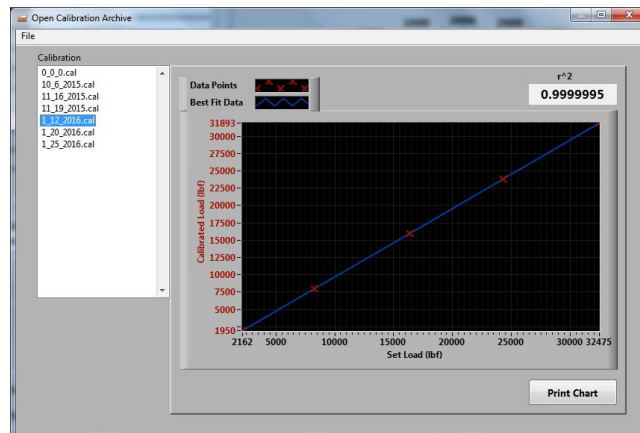 Open Calibration Archive
File
Calibration
0_0_0.cal
10_6_2015.cal
11_16_2015.cal
11_19_2015.cal
1_12_2016.cal
1_20_2016.cal
1_25_2016.cal
Data Points
Best Fit Data
r^2
0.9999995
31893
30000
27500
25000
22500
20000
17500
15000
12500
10000
7500
5000
1950
Calibrated Load (lbf)
2162 5000 10000 15000 20000 25000 30000 32475
Set Load (lbf)
Print Chart